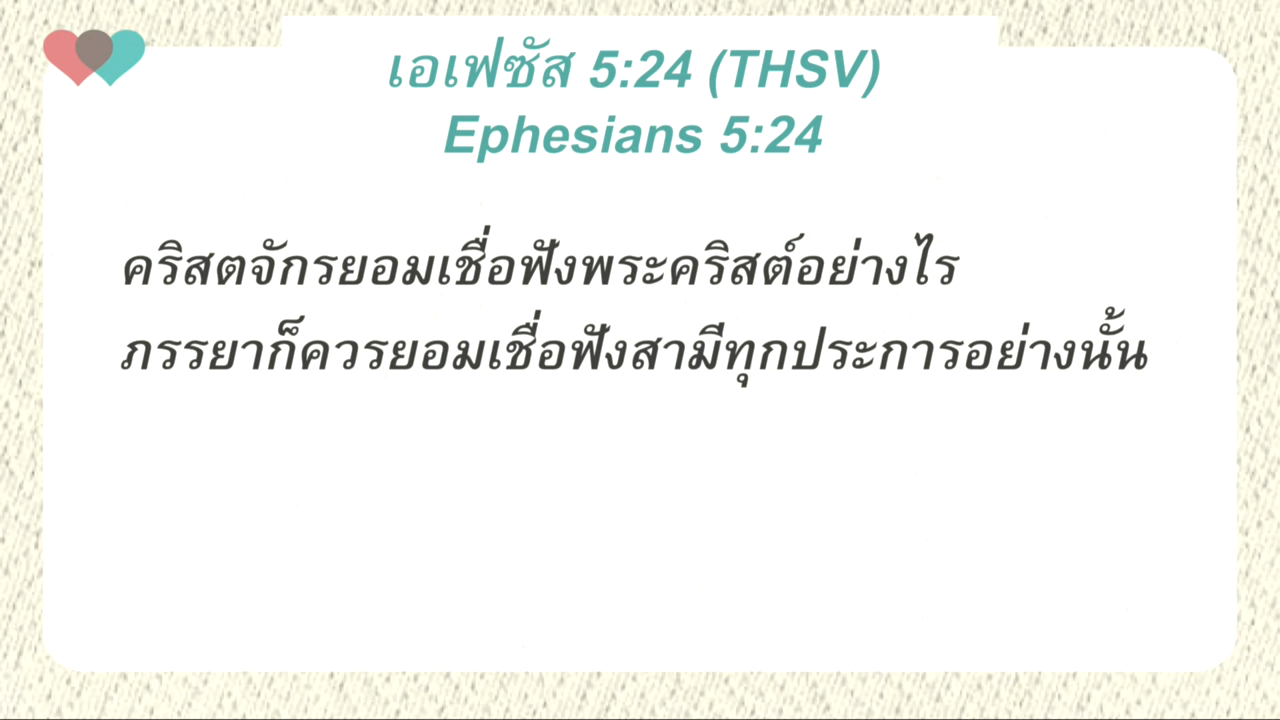 เอเฟซัส 5:24 (THSV)
Ephesians 5:24
คริสตจักรยอมเชื่อฟังพระคริสต์อย่างไร
ภรรยาก็ควรยอมเชื่อฟังสามีทุกประการอย่างนั้น